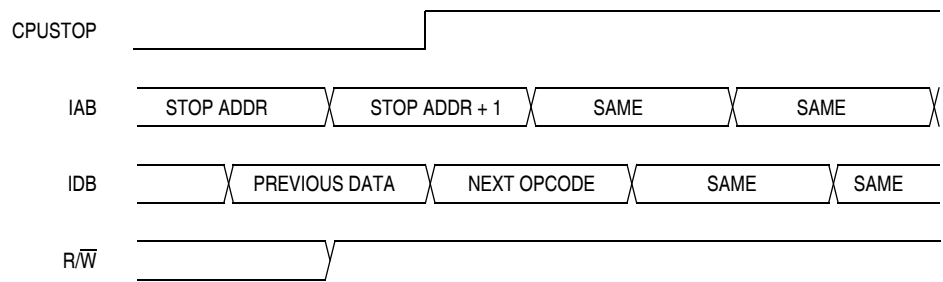 CPUSTOP
IAB STOP ADDR STOP ADDR + 1 SAME SAME
IDB PREVIOUS DATA NEXT OPCODE SAME SAME
R/W̅